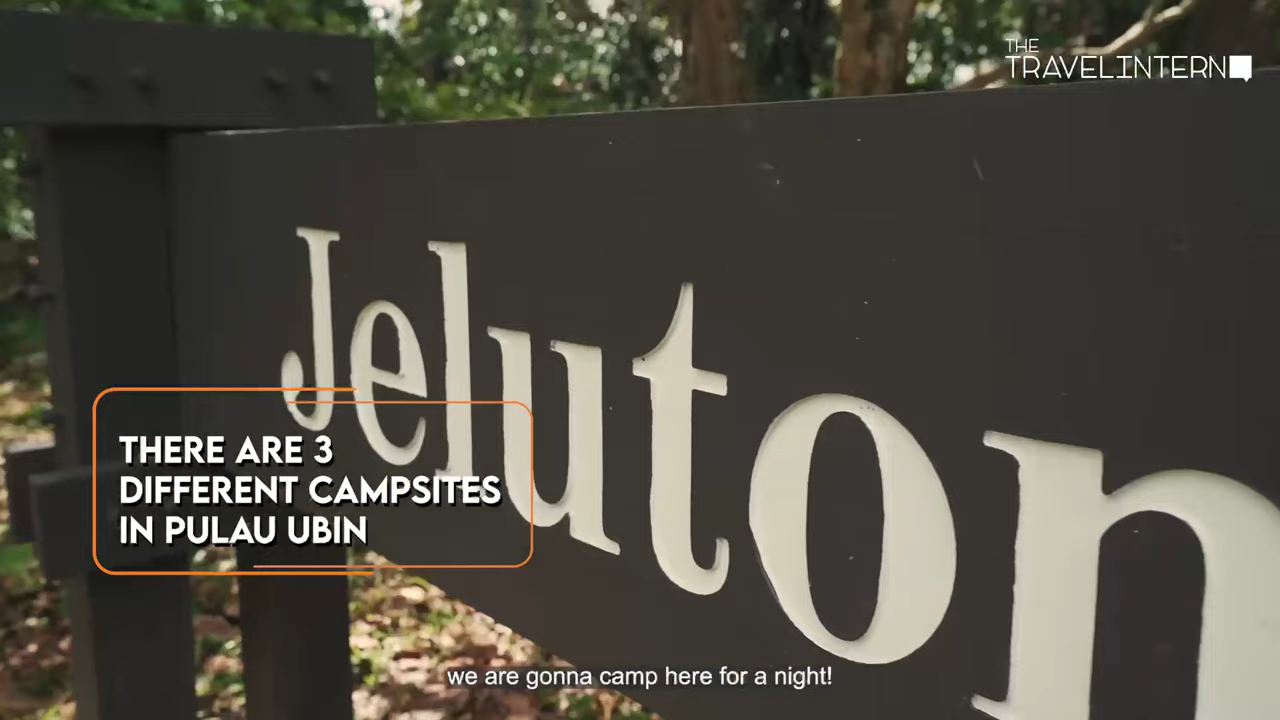 THE
TRAVELINTERN
Jeluton
THERE ARE 3
DIFFERENT CAMPSITES
IN PULAU UBIN
we are gonna camp here for a night!